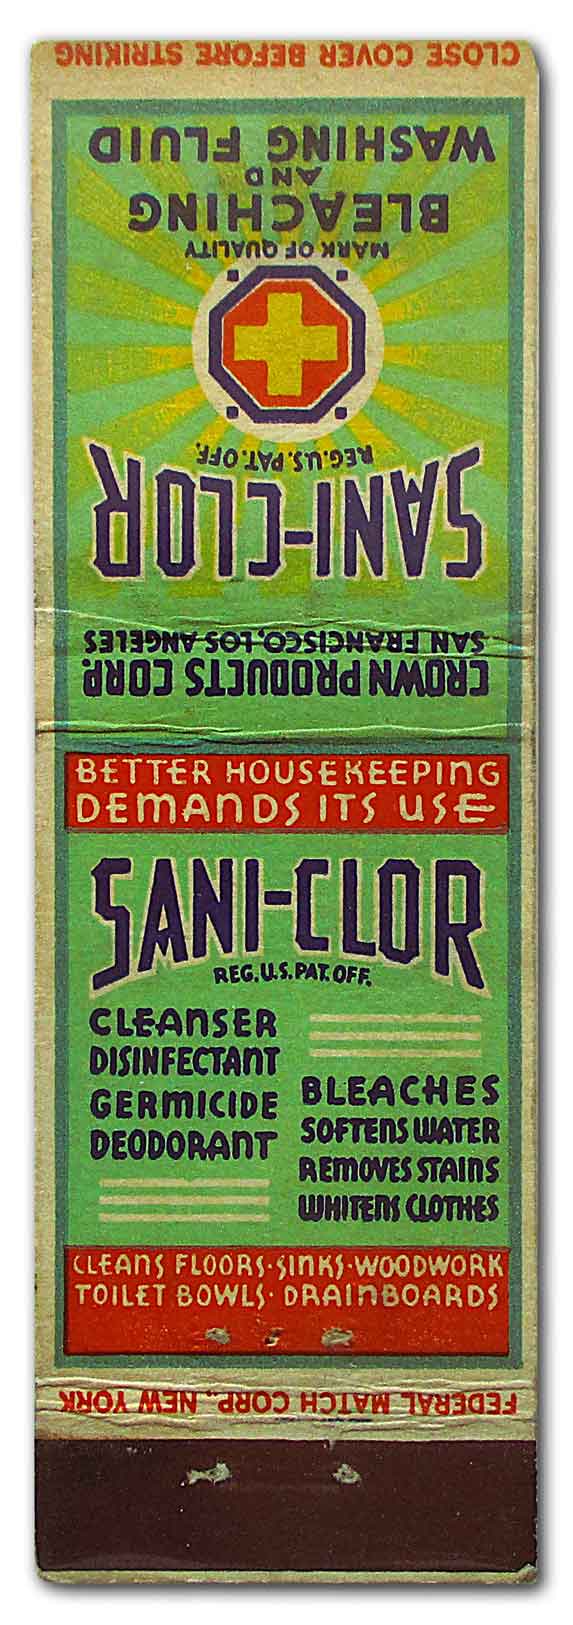 CLOSE COVER BEFORE STRIKING
WASHING FLUID
AND
BLEACHING
MARK OF QUALITY
REG. U.S. PAT. OFF.
SANI-CLOR
SAN FRANCISCO, LOS ANGELES
CROWN PRODUCTS CORP.
BETTER HOUSEKEEPING
DEMANDS ITS USE
SANI-CLOR
REG. U.S. PAT. OFF.
CLEANSER
DISINFECTANT
GERMICIDE
DEODORANT
BLEACHES
SOFTENS WATER
REMOVES STAINS
WHITENS CLOTHES
CLEANS FLOORS·SINKS·WOODWORK
TOILET BOWLS·DRAINBOARDS
FEDERAL MATCH CORP., NEW YORK